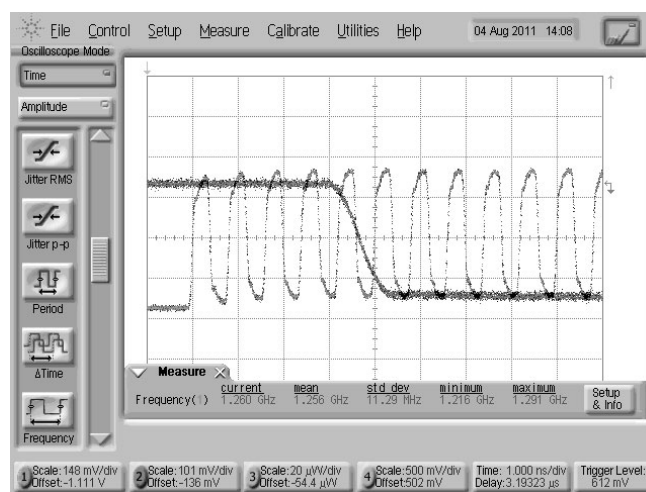 File Control Setup Measure Calibrate Utilities Help 04 Aug 2011 14:08
Oscilloscope Mode
Time
Amplitude
Jitter RMS
Jitter p-p
Period
ΔTime
Frequency
Measure
current mean std dev minimum maximum
Frequency(1) 1.260 GHz 1.256 GHz 11.29 MHz 1.216 GHz 1.291 GHz
Setup
& Info
1 Scale:148 mV/div 2 Scale:101 mV/div 3 Scale:20 µW/div 4 Scale:500 mV/div Time: 1.000 ns/div Trigger Level:
Offset:-1.111 V Offset:-136 mV Offset:-54.4 µW Offset:502 mV Delay:3.19323 µs 612 mV